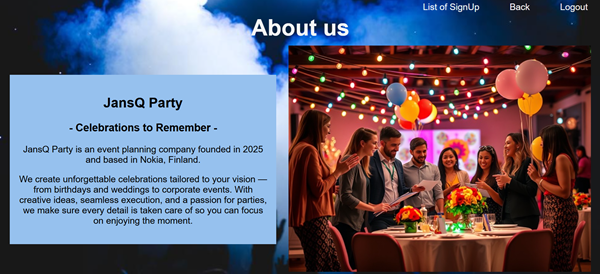 List of SignUp Back Logout
About us
JansQ Party
- Celebrations to Remember -
JansQ Party is an event planning company founded in 2025
and based in Nokia, Finland.
We create unforgettable celebrations tailored to your vision —
from birthdays and weddings to corporate events. With
creative ideas, seamless execution, and a passion for parties,
we make sure every detail is taken care of so you can focus
on enjoying the moment.